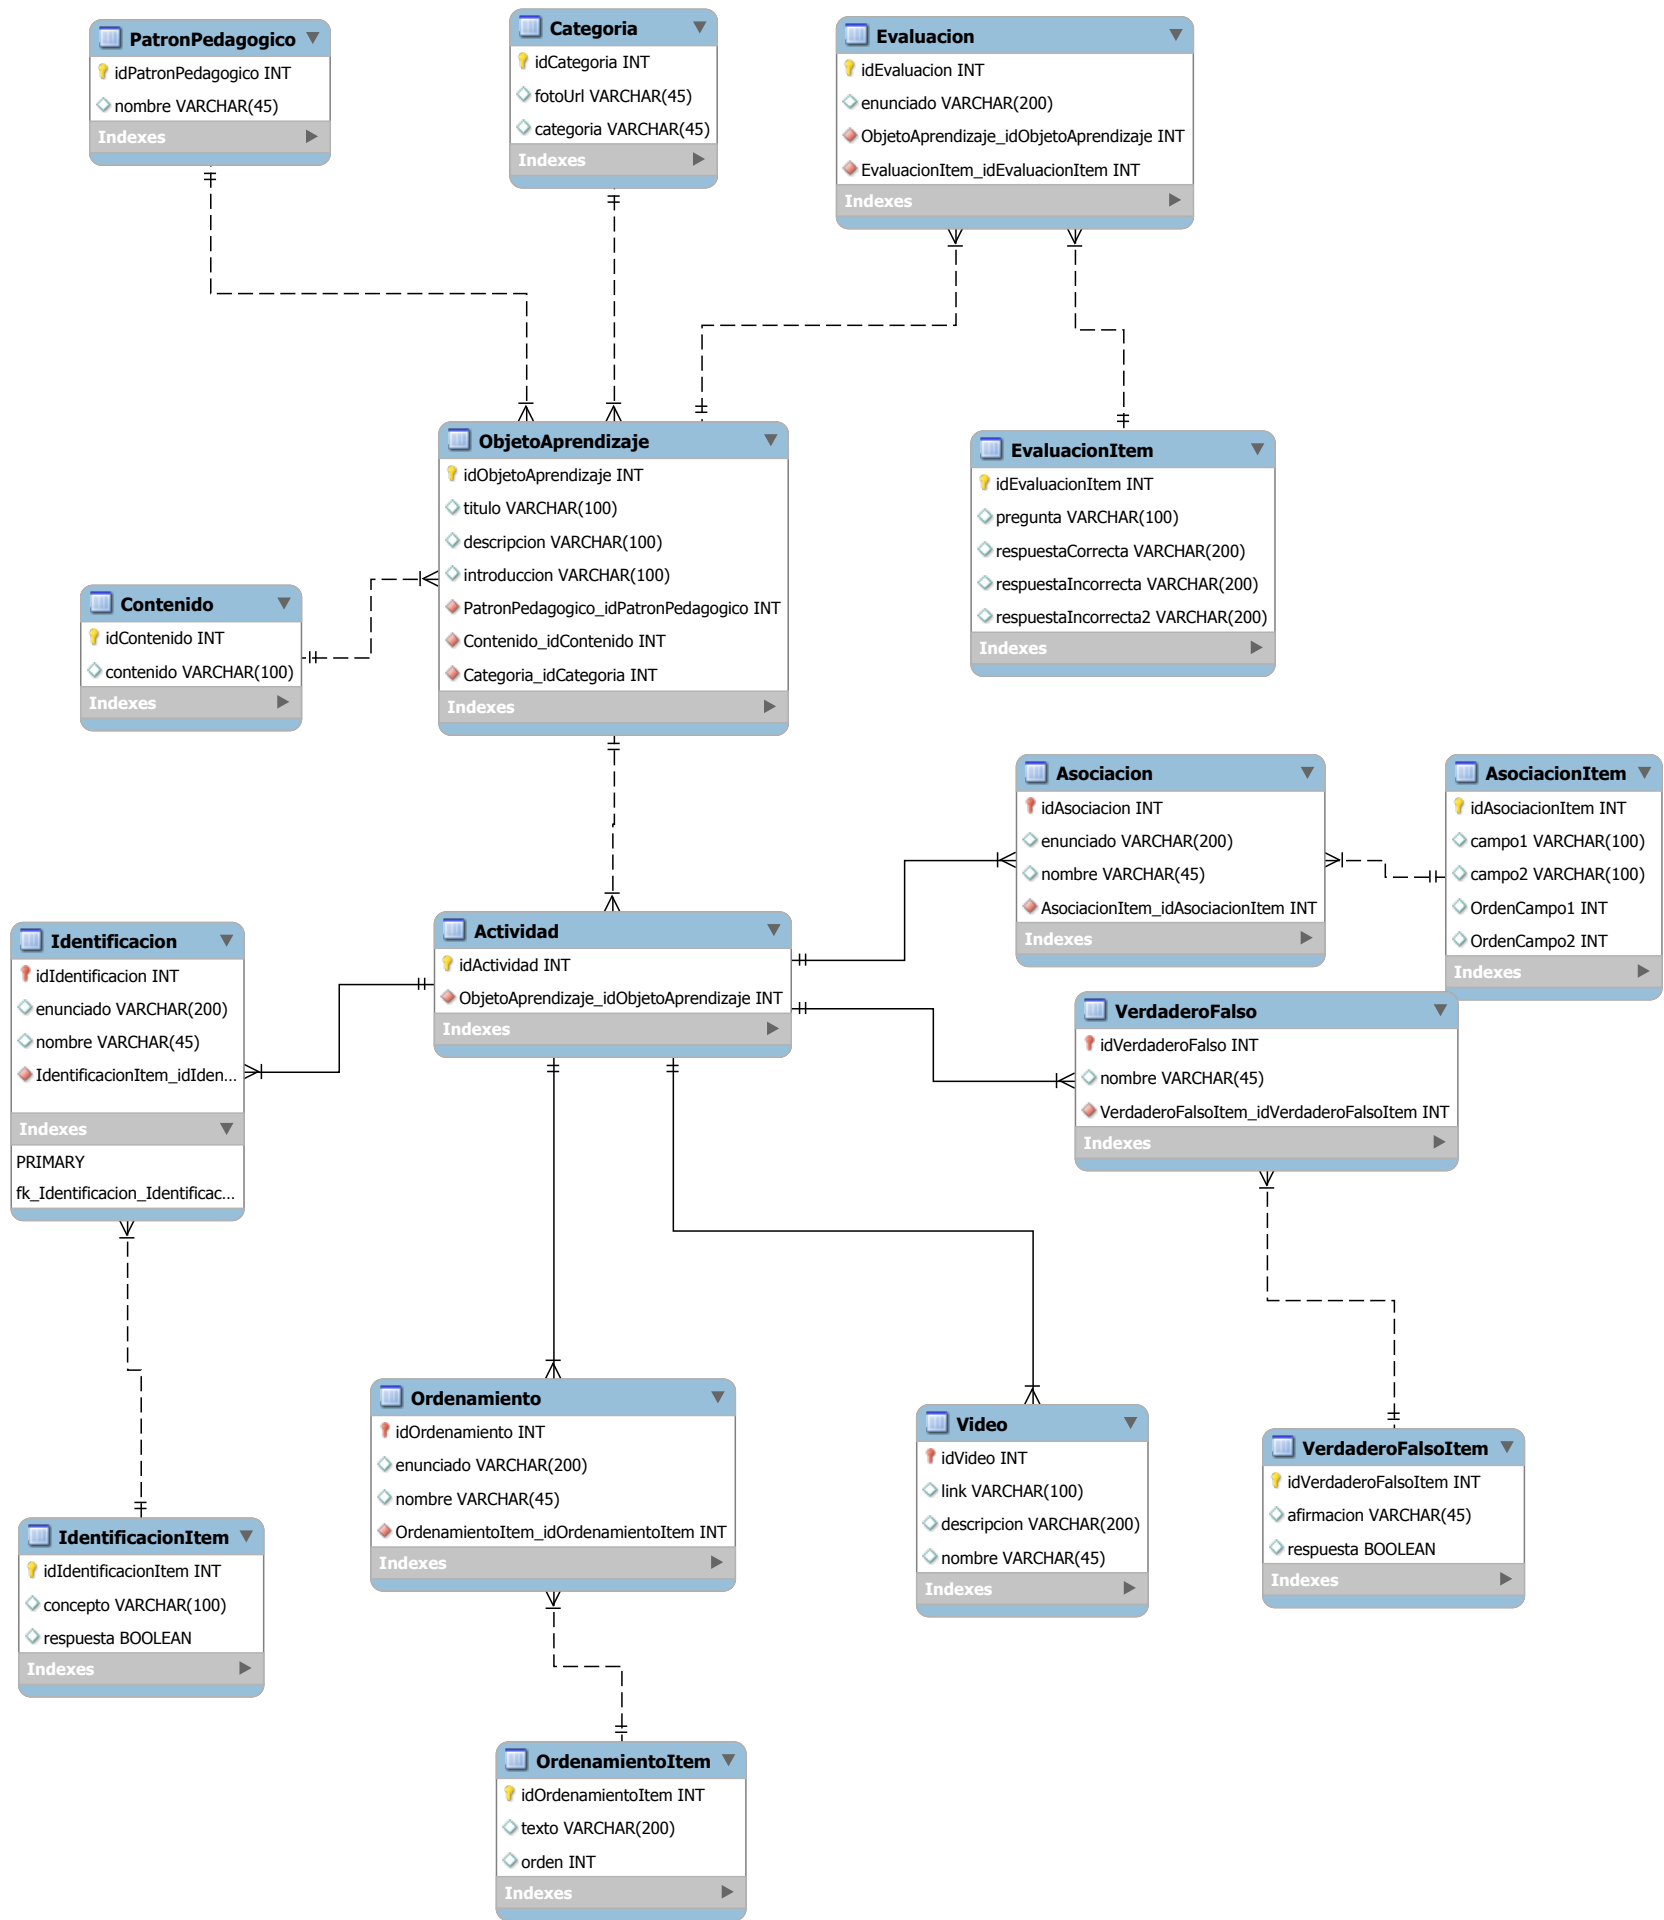 PatronPedagogico
idPatronPedagogico INT
nombre VARCHAR(45)
Indexes
Categoria
idCategoria INT
fotoUrl VARCHAR(45)
categoria VARCHAR(45)
Indexes
Evaluacion
idEvaluacion INT
enunciado VARCHAR(200)
ObjetoAprendizaje_idObjetoAprendizaje INT
EvaluacionItem_idEvaluacionItem INT
Indexes
ObjetoAprendizaje
idObjetoAprendizaje INT
titulo VARCHAR(100)
descripcion VARCHAR(100)
introduccion VARCHAR(100)
PatronPedagogico_idPatronPedagogico INT
Contenido_idContenido INT
Categoria_idCategoria INT
Indexes
EvaluacionItem
idEvaluacionItem INT
pregunta VARCHAR(100)
respuestaCorrecta VARCHAR(200)
respuestaIncorrecta VARCHAR(200)
respuestaIncorrecta2 VARCHAR(200)
Indexes
Contenido
idContenido INT
contenido VARCHAR(100)
Indexes
Asociacion
idAsociacion INT
enunciado VARCHAR(200)
nombre VARCHAR(45)
AsociacionItem_idAsociacionItem INT
Indexes
AsociacionItem
idAsociacionItem INT
campo1 VARCHAR(100)
campo2 VARCHAR(100)
OrdenCampo1 INT
OrdenCampo2 INT
Indexes
Identificacion
idIdentificacion INT
enunciado VARCHAR(200)
nombre VARCHAR(45)
IdentificacionItem_idIden...
Indexes
PRIMARY
fk_Identificacion_Identificac...
Actividad
idActividad INT
ObjetoAprendizaje_idObjetoAprendizaje INT
Indexes
VerdaderoFalso
idVerdaderoFalso INT
nombre VARCHAR(45)
VerdaderoFalsoItem_idVerdaderoFalsoItem INT
Indexes
Ordenamiento
idOrdenamiento INT
enunciado VARCHAR(200)
nombre VARCHAR(45)
OrdenamientoItem_idOrdenamientoItem INT
Indexes
Video
idVideo INT
link VARCHAR(100)
descripcion VARCHAR(200)
nombre VARCHAR(45)
Indexes
VerdaderoFalsoItem
idVerdaderoFalsoItem INT
afirmacion VARCHAR(45)
respuesta BOOLEAN
Indexes
IdentificacionItem
idIdentificacionItem INT
concepto VARCHAR(100)
respuesta BOOLEAN
Indexes
OrdenamientoItem
idOrdenamientoItem INT
texto VARCHAR(200)
orden INT
Indexes